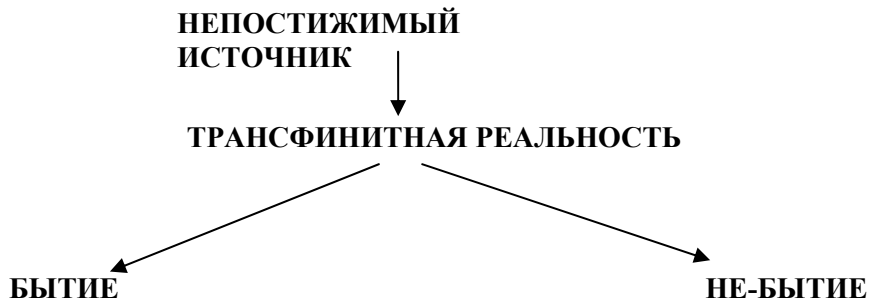 НЕПОСТИЖИМЫЙ
ИСТОЧНИК
ТРАНСФИНИТНАЯ РЕАЛЬНОСТЬ
БЫТИЕ
НЕ-БЫТИЕ